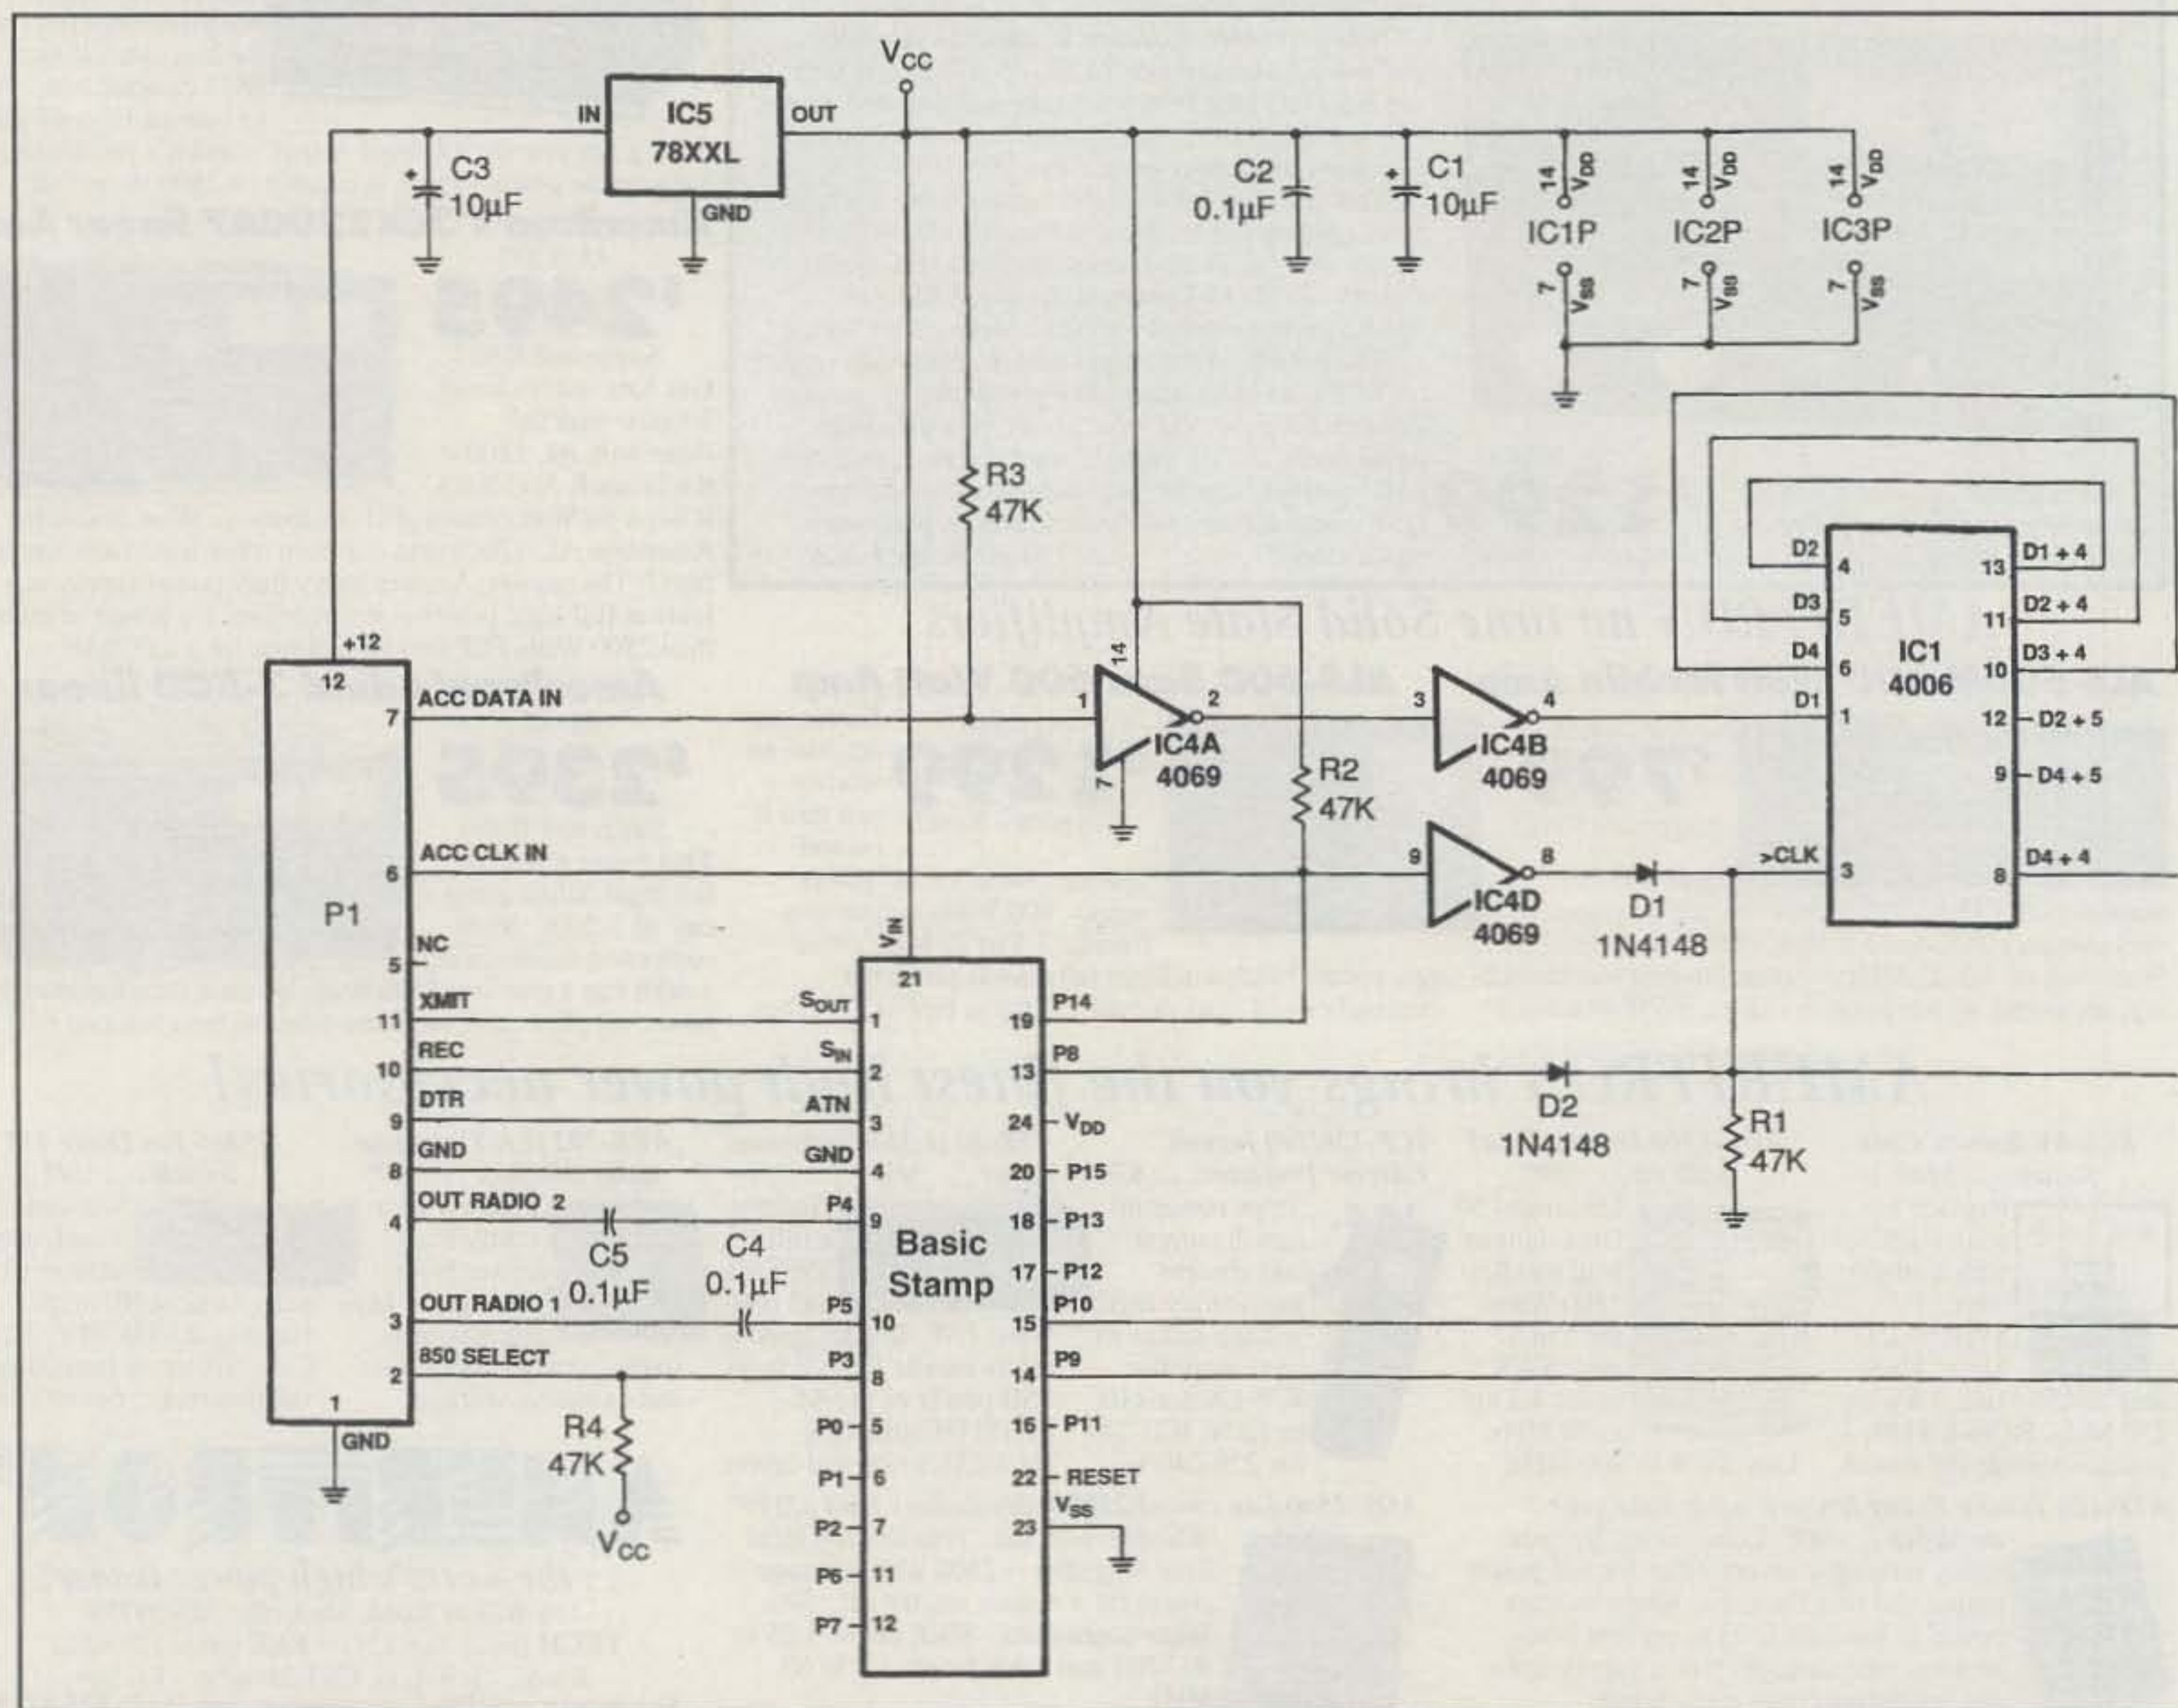 VCC
IN
IC5
78XXL
OUT
GND
C3
+
10µF
C2
0.1µF
+
C1
10µF
14
VDD
IC1P
7
VSS
14
VDD
IC2P
7
VSS
14
VDD
IC3P
7
VSS
R3
47K
D2
4
D3
5
D4
6
D1
1
>CLK
3
IC1
4006
13
D1 + 4
11
D2 + 4
10
D3 + 4
12
D2 + 5
9
D4 + 5
8
D4 + 4
+12
12
7
ACC DATA IN
1
14
2
IC4A
4069
7
3
4
IC4B
4069
R2
47K
6
ACC CLK IN
9
8
IC4D
4069
D1
1N4148
P1
NC
5
VIN
21
XMIT
11
SOUT
1
REC
10
SIN
2
DTR
9
ATN
3
GND
8
GND
4
OUT RADIO 2
4
C5
0.1µF
P4
9
OUT RADIO 1
3
C4
0.1µF
P5
10
850 SELECT
2
P3
8
1
GND
R4
47K
VCC
P0
5
P1
6
P2
7
P6
11
P7
12
Basic
Stamp
P14
19
P8
13
D2
1N4148
R1
47K
24
VDD
20
P15
18
P13
17
P12
P10
15
P9
14
16
P11
22
RESET
VSS
23